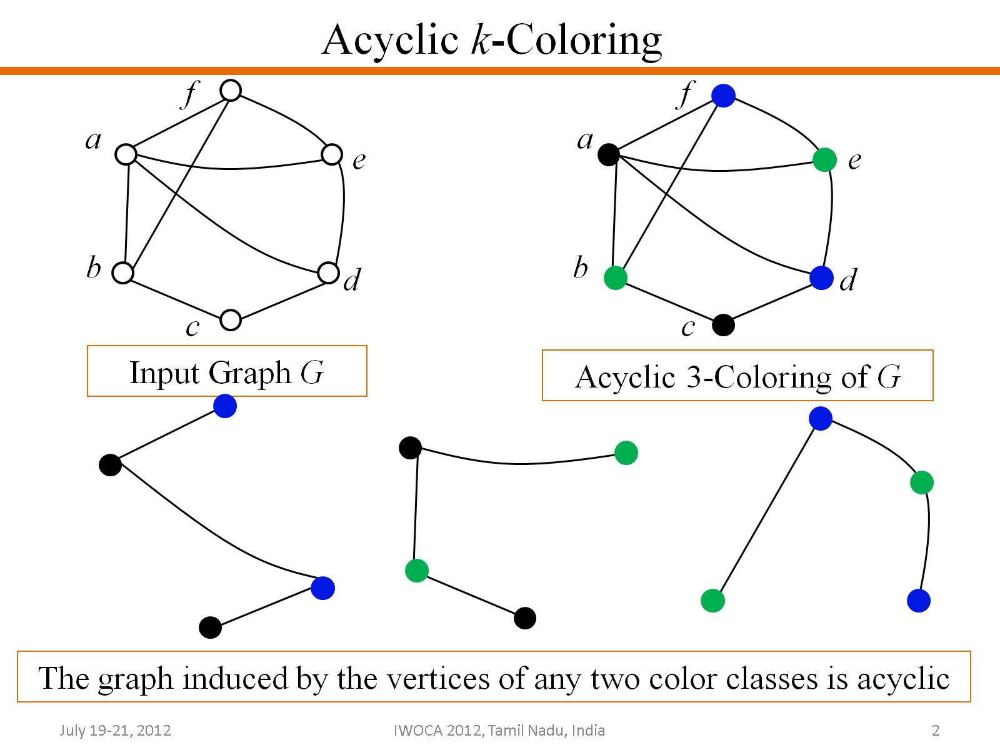 Acyclic k-Coloring
f
a
e
b
d
c
Input Graph G
f
a
e
b
d
c
Acyclic 3-Coloring of G
The graph induced by the vertices of any two color classes is acyclic
July 19-21, 2012
IWOCA 2012, Tamil Nadu, India
2